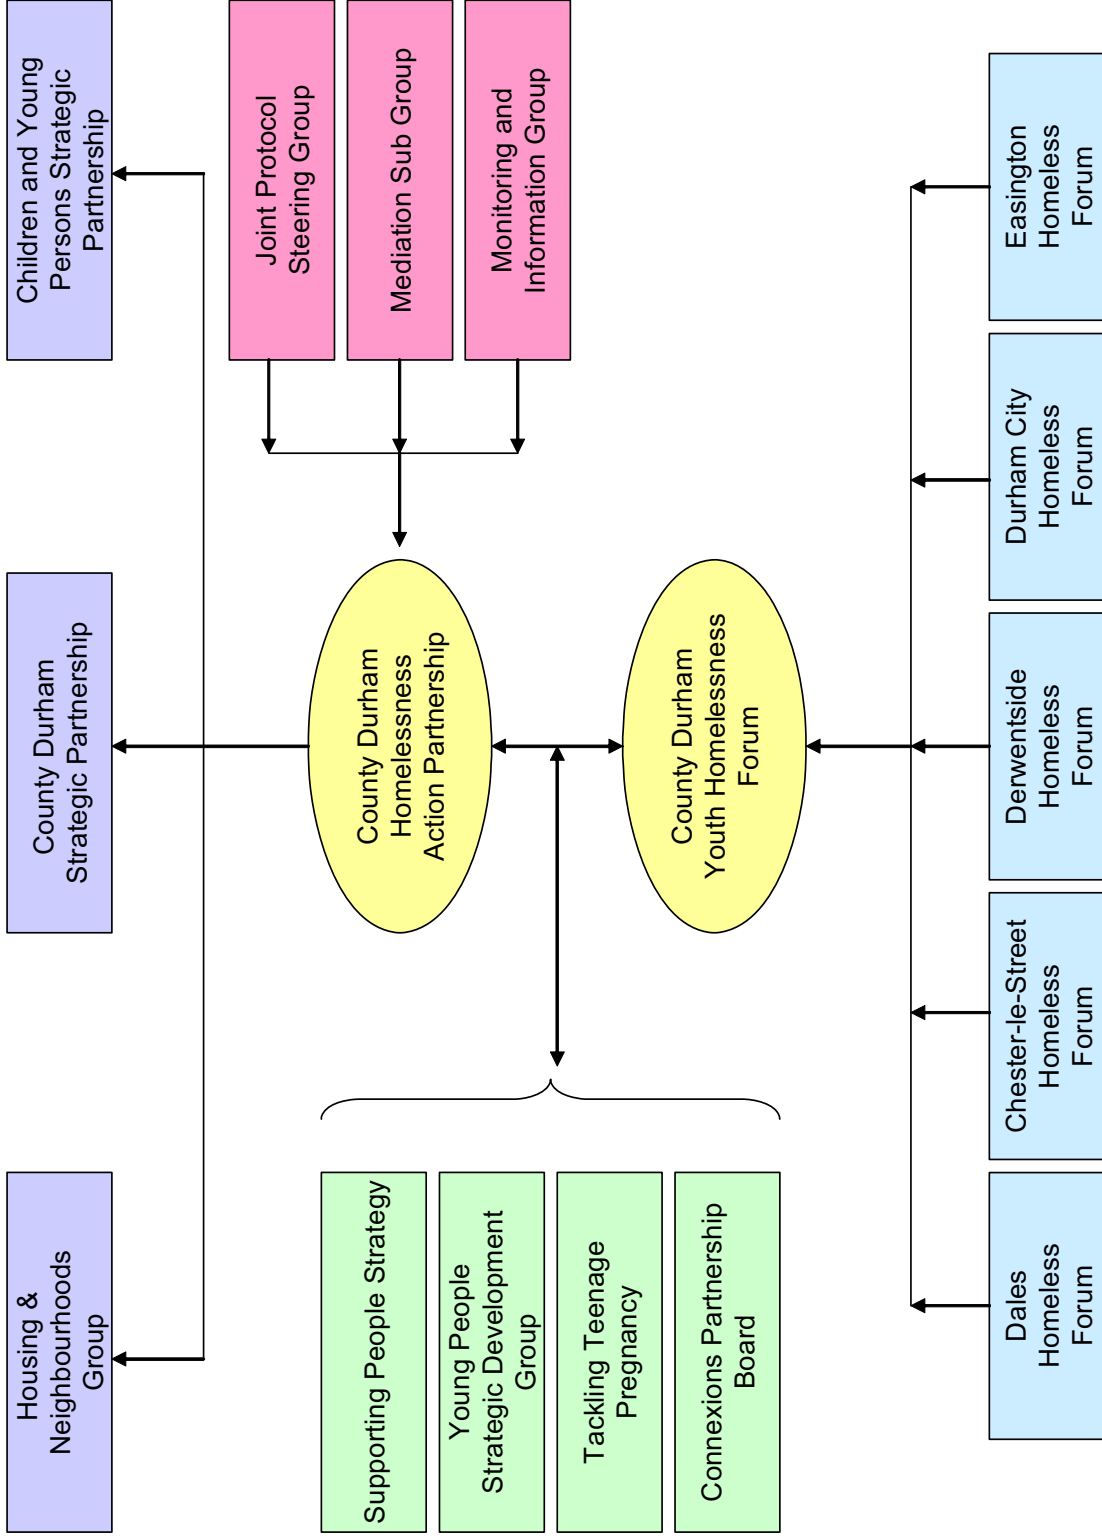 Housing &
Neighbourhoods
Group
County Durham
Strategic Partnership
Children and Young
Persons Strategic
Partnership
Supporting People Strategy
Young People
Strategic Development
Group
Tackling Teenage
Pregnancy
Connexions Partnership
Board
County Durham
Homelessness
Action Partnership
County Durham
Youth Homelessness
Forum
Joint Protocol
Steering Group
Mediation Sub Group
Monitoring and
Information Group
Dales
Homeless
Forum
Chester-le-Street
Homeless
Forum
Derwentside
Homeless
Forum
Durham City
Homeless
Forum
Easington
Homeless
Forum